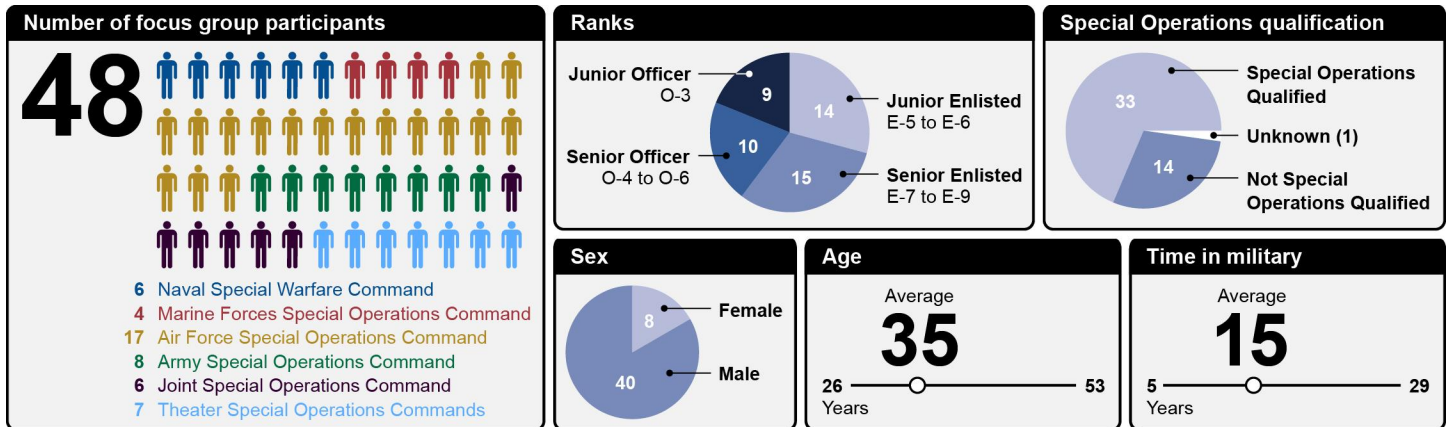 Number of focus group participants
48
6 Naval Special Warfare Command
4 Marine Forces Special Operations Command
17 Air Force Special Operations Command
8 Army Special Operations Command
6 Joint Special Operations Command
7 Theater Special Operations Commands
Ranks
Junior Officer
O-3
9
14
Junior Enlisted
E-5 to E-6
Senior Officer
O-4 to O-6
10
15
Senior Enlisted
E-7 to E-9
Special Operations qualification
33
Special Operations
Qualified
Unknown (1)
14
Not Special
Operations Qualified
Sex
8
Female
40
Male
Age
Average
35
26 53
Years
Time in military
Average
15
5 29
Years